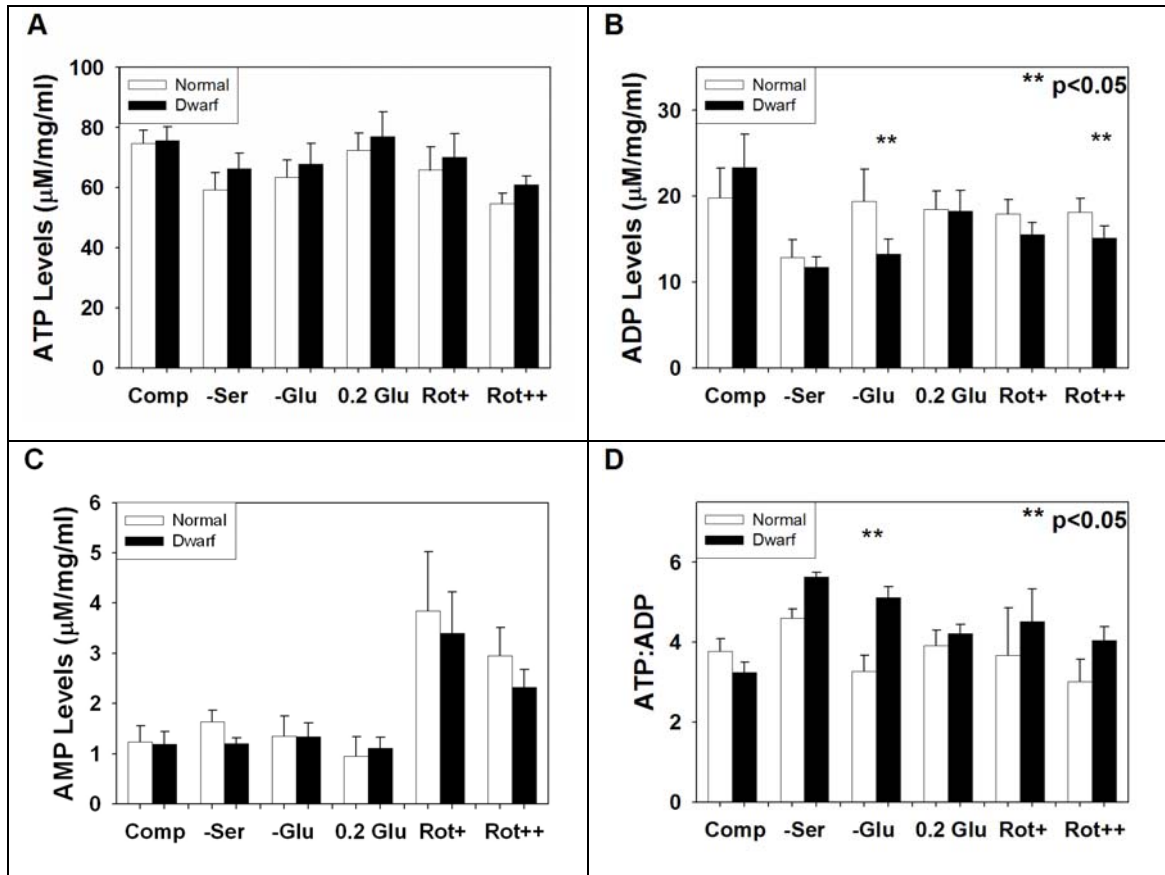 A
ATP Levels (µM/mg/ml)
100
80
60
40
20
0
Normal
Dwarf
Comp -Ser -Glu 0.2 Glu Rot+ Rot++
B
ADP Levels (µM/mg/ml)
30
20
10
0
Normal
Dwarf
** p<0.05
**
**
Comp -Ser -Glu 0.2 Glu Rot+ Rot++
C
AMP Levels (µM/mg/ml)
6
5
4
3
2
1
0
Normal
Dwarf
Comp -Ser -Glu 0.2 Glu Rot+ Rot++
D
ATP:ADP
6
4
2
0
Normal
Dwarf
** p<0.05
**
Comp -Ser -Glu 0.2 Glu Rot+ Rot++